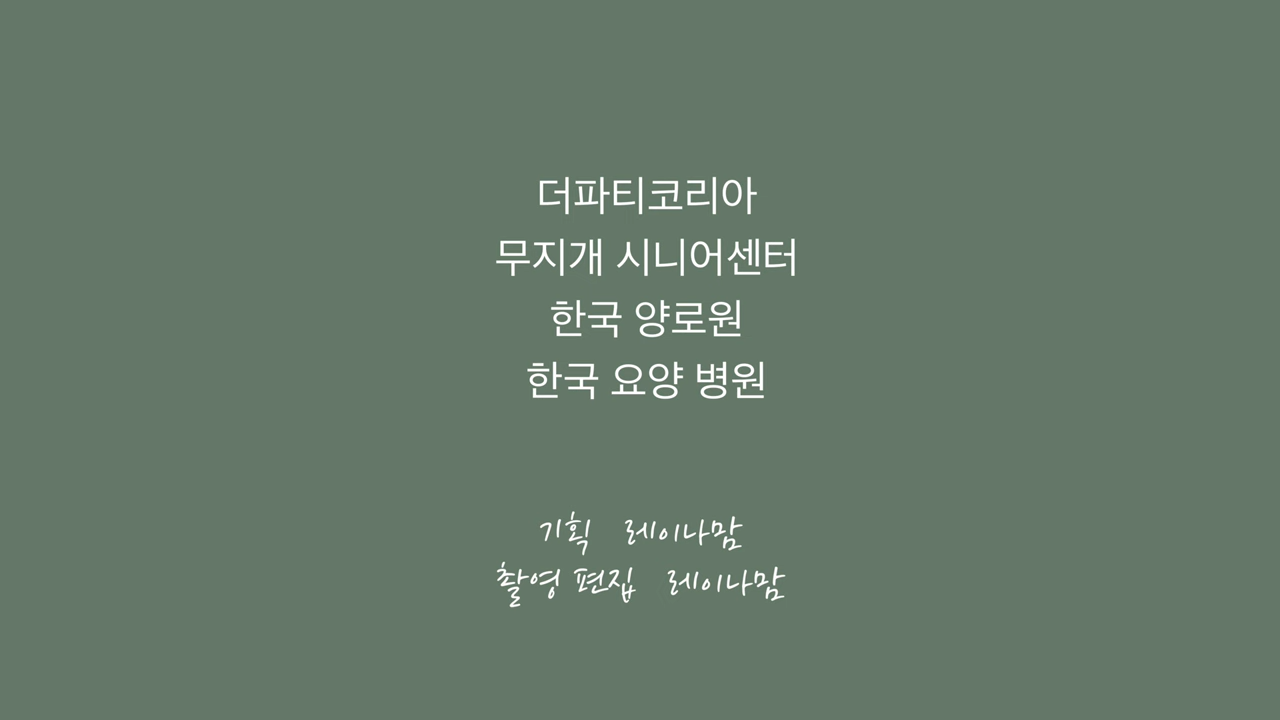 더파티코리아
무지개 시니어센터
한국 양로원
한국 요양 병원
기획 레이나맘
촬영 편집 레이나맘